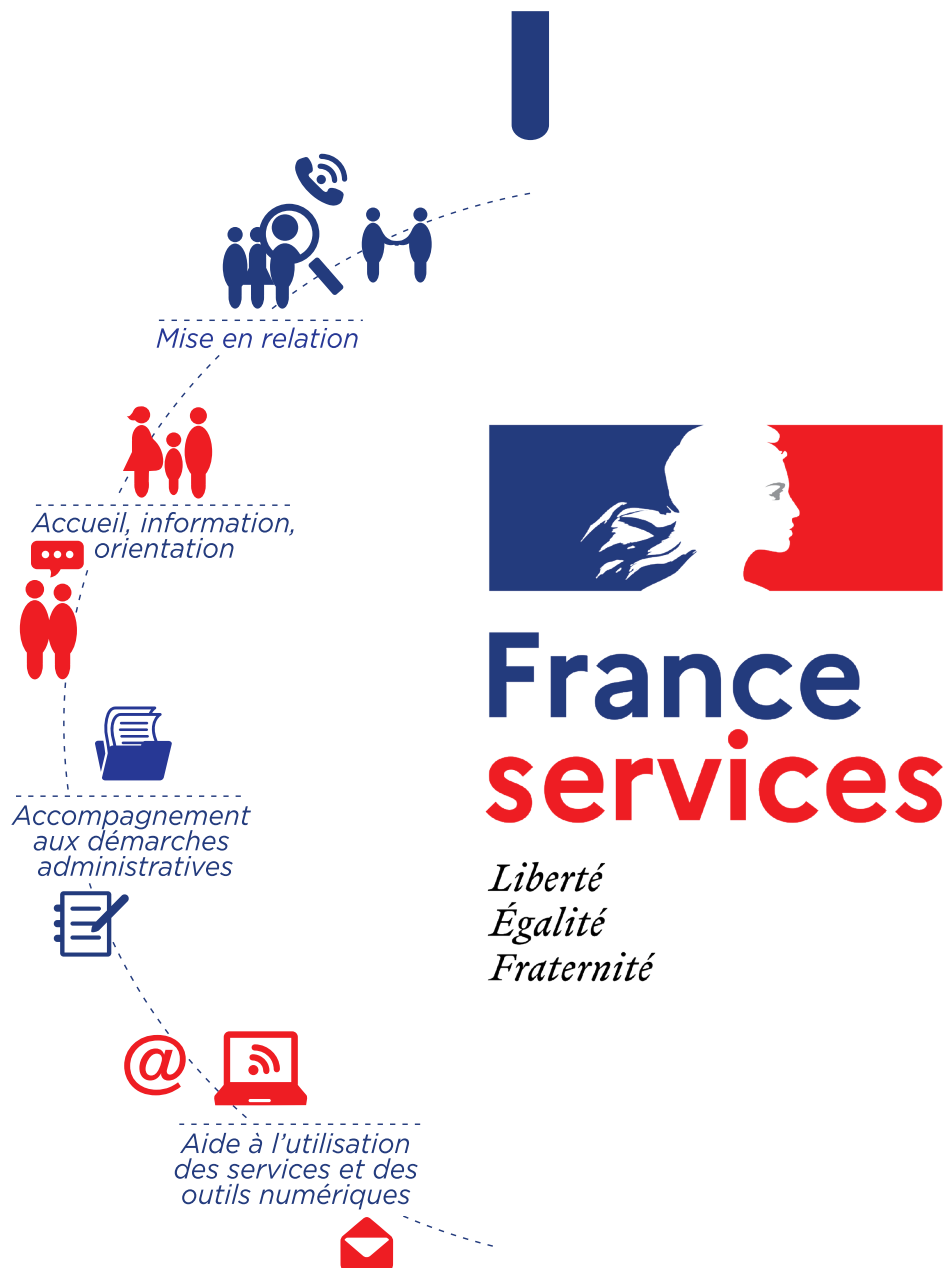 Mise en relation
Accueil, information,
orientation
Accompagnement
aux démarches
administratives
@
Aide à l’utilisation
des services et des
outils numériques
France
services
Liberté
Égalité
Fraternité